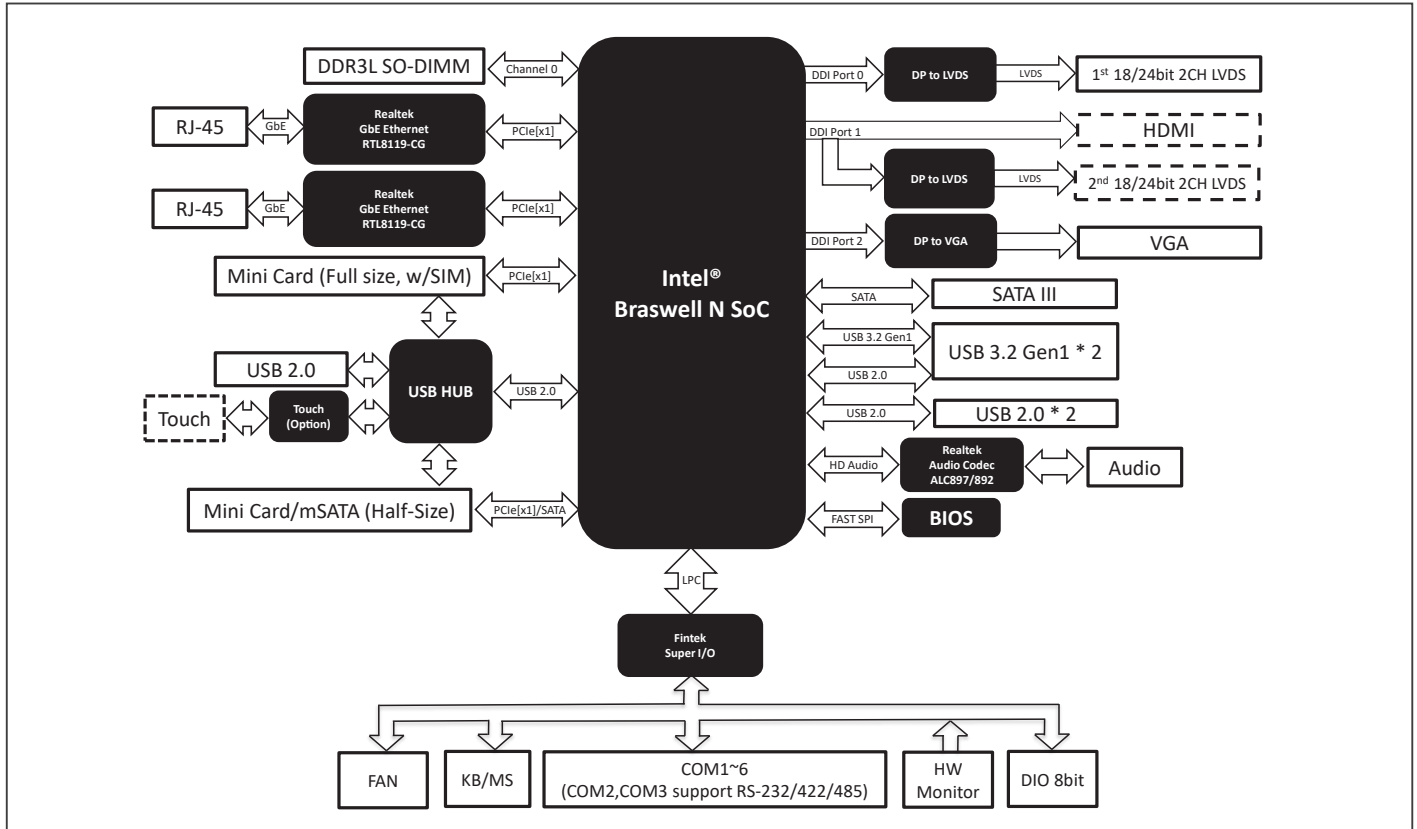 DDR3L SO-DIMM
Channel 0
RJ-45
GbE
Realtek
GbE Ethernet
RTL8119-CG
PCIe[x1]
RJ-45
GbE
Realtek
GbE Ethernet
RTL8119-CG
PCIe[x1]
Mini Card (Full size, w/SIM)
PCIe[x1]
USB 2.0
Touch
Touch
(Option)
USB HUB
USB 2.0
Mini Card/mSATA (Half-Size)
PCIe[x1]/SATA
Intel®
Braswell N SoC
DDI Port 0
DP to LVDS
LVDS
1st 18/24bit 2CH LVDS
DDI Port 1
HDMI
DP to LVDS
LVDS
2nd 18/24bit 2CH LVDS
DDI Port 2
DP to VGA
VGA
SATA
SATA III
USB 3.2 Gen1
USB 2.0
USB 3.2 Gen1 * 2
USB 2.0
USB 2.0 * 2
HD Audio
Realtek
Audio Codec
ALC897/892
Audio
FAST SPI
BIOS
LPC
Fintek
Super I/O
FAN
KB/MS
COM1~6
(COM2,COM3 support RS-232/422/485)
HW
Monitor
DIO 8bit